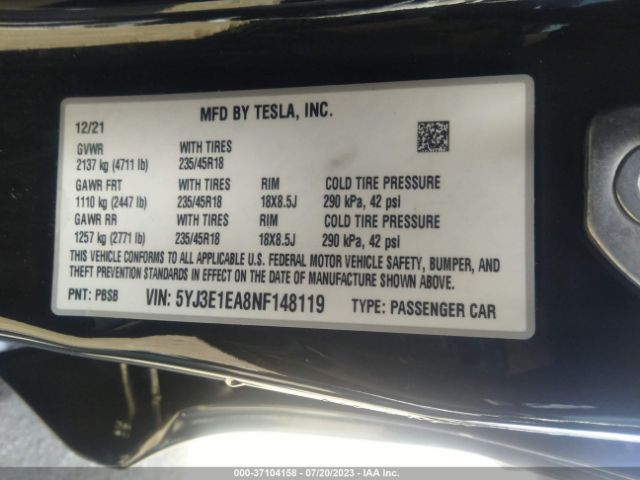 MFD BY TESLA, INC.
12/21
GVWR WITH TIRES
2137 kg (4711 lb) 235/45R18
GAWR FRT WITH TIRES RIM COLD TIRE PRESSURE
1110 kg (2447 lb) 235/45R18 18X8.5J 290 kPa, 42 psi
GAWR RR WITH TIRES RIM COLD TIRE PRESSURE
1257 kg (2771 lb) 235/45R18 18X8.5J 290 kPa, 42 psi
THIS VEHICLE CONFORMS TO ALL APPLICABLE U.S. FEDERAL MOTOR VEHICLE SAFETY, BUMPER, AND
THEFT PREVENTION STANDARDS IN EFFECT ON THE DATE OF MANUFACTURE SHOWN ABOVE.
PNT: PBSB VIN: 5YJ3E1EA8NF148119 TYPE: PASSENGER CAR
000-37104158 - 07/20/2023 - IAA Inc.